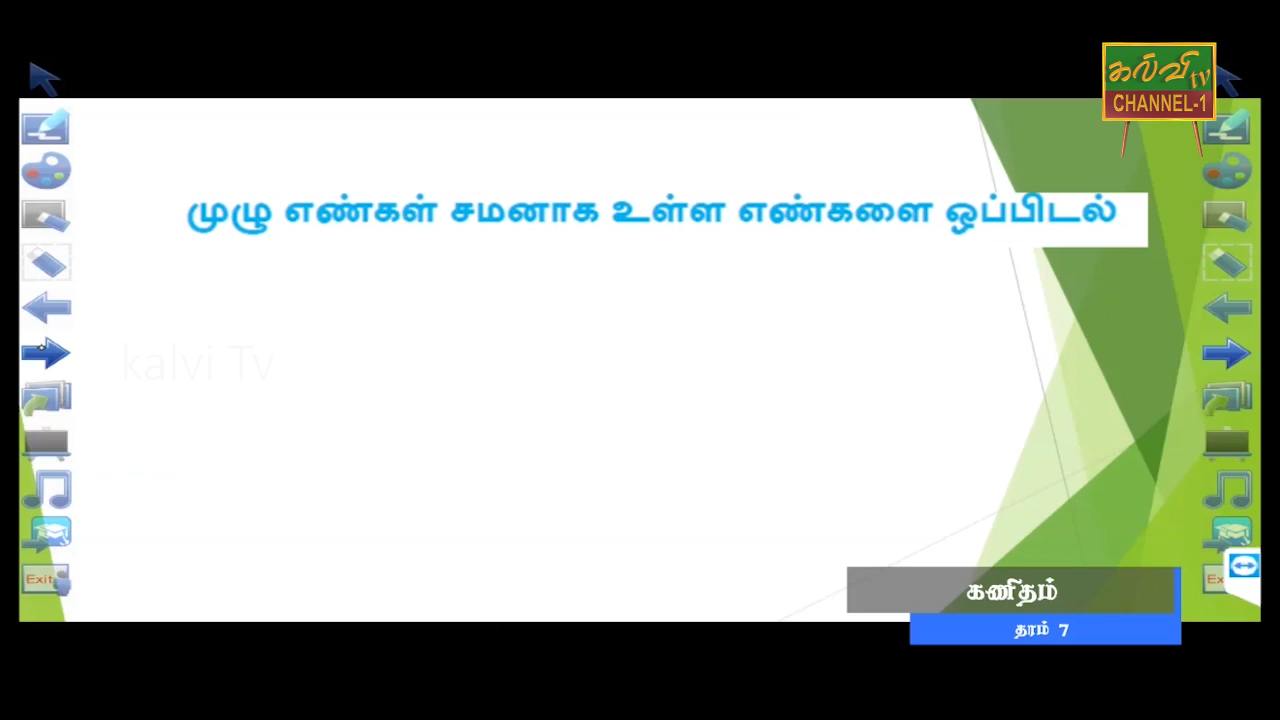 கல்வி tv
CHANNEL-1
முழு எண்கள் சமனாக உள்ள எண்களை ஒப்பிடல்
kalvi Tv
Exit
Ex
கணிதம்
தரம் 7